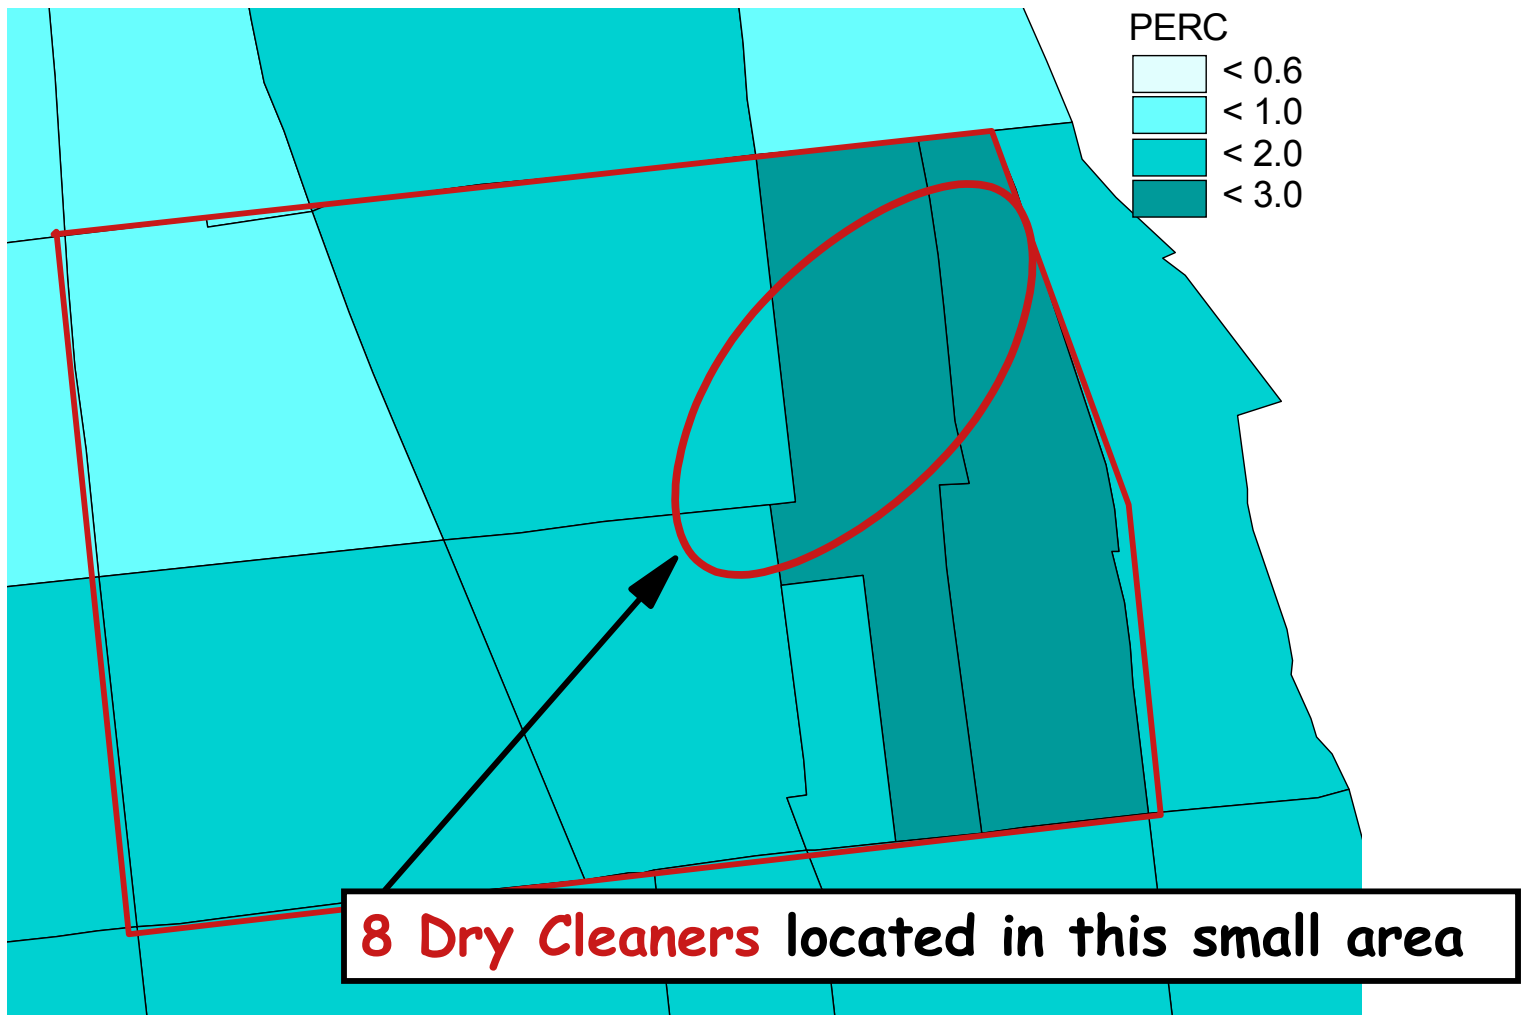 PERC
< 0.6
< 1.0
< 2.0
< 3.0
8 Dry Cleaners located in this small area